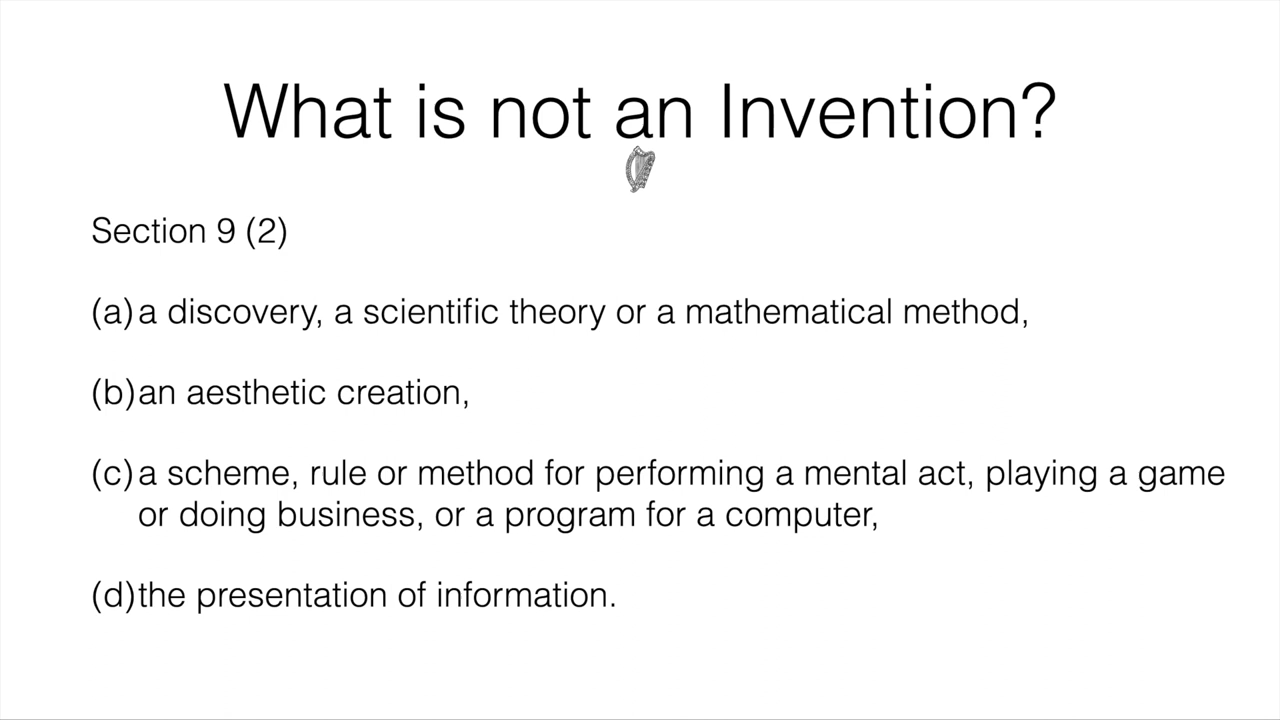 What is not an Invention?
Section 9 (2)
(a) a discovery, a scientific theory or a mathematical method,
(b) an aesthetic creation,
(c) a scheme, rule or method for performing a mental act, playing a game
or doing business, or a program for a computer,
(d) the presentation of information.